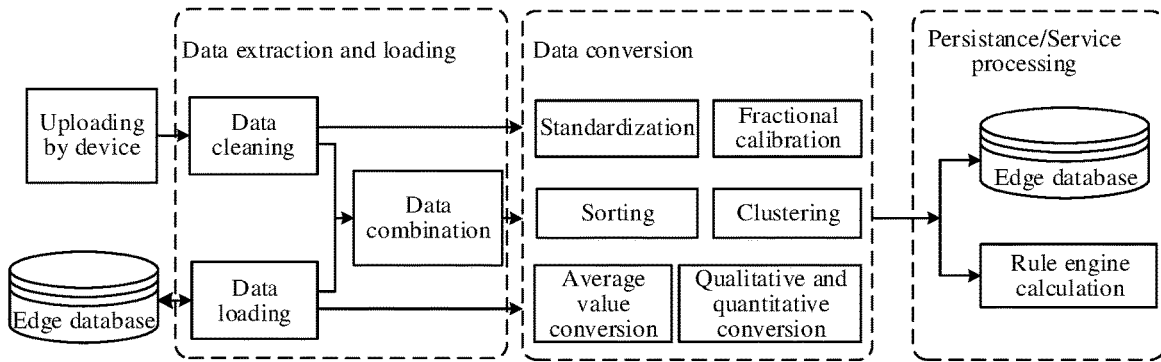 Data extraction and loading
Uploading
by device
Data
cleaning
Data
combination
Edge database
Data
loading
Data conversion
Standardization
Fractional
calibration
Sorting
Clustering
Average
value
conversion
Qualitative and
quantitative
conversion
Persistance/Service
processing
Edge database
Rule engine
calculation